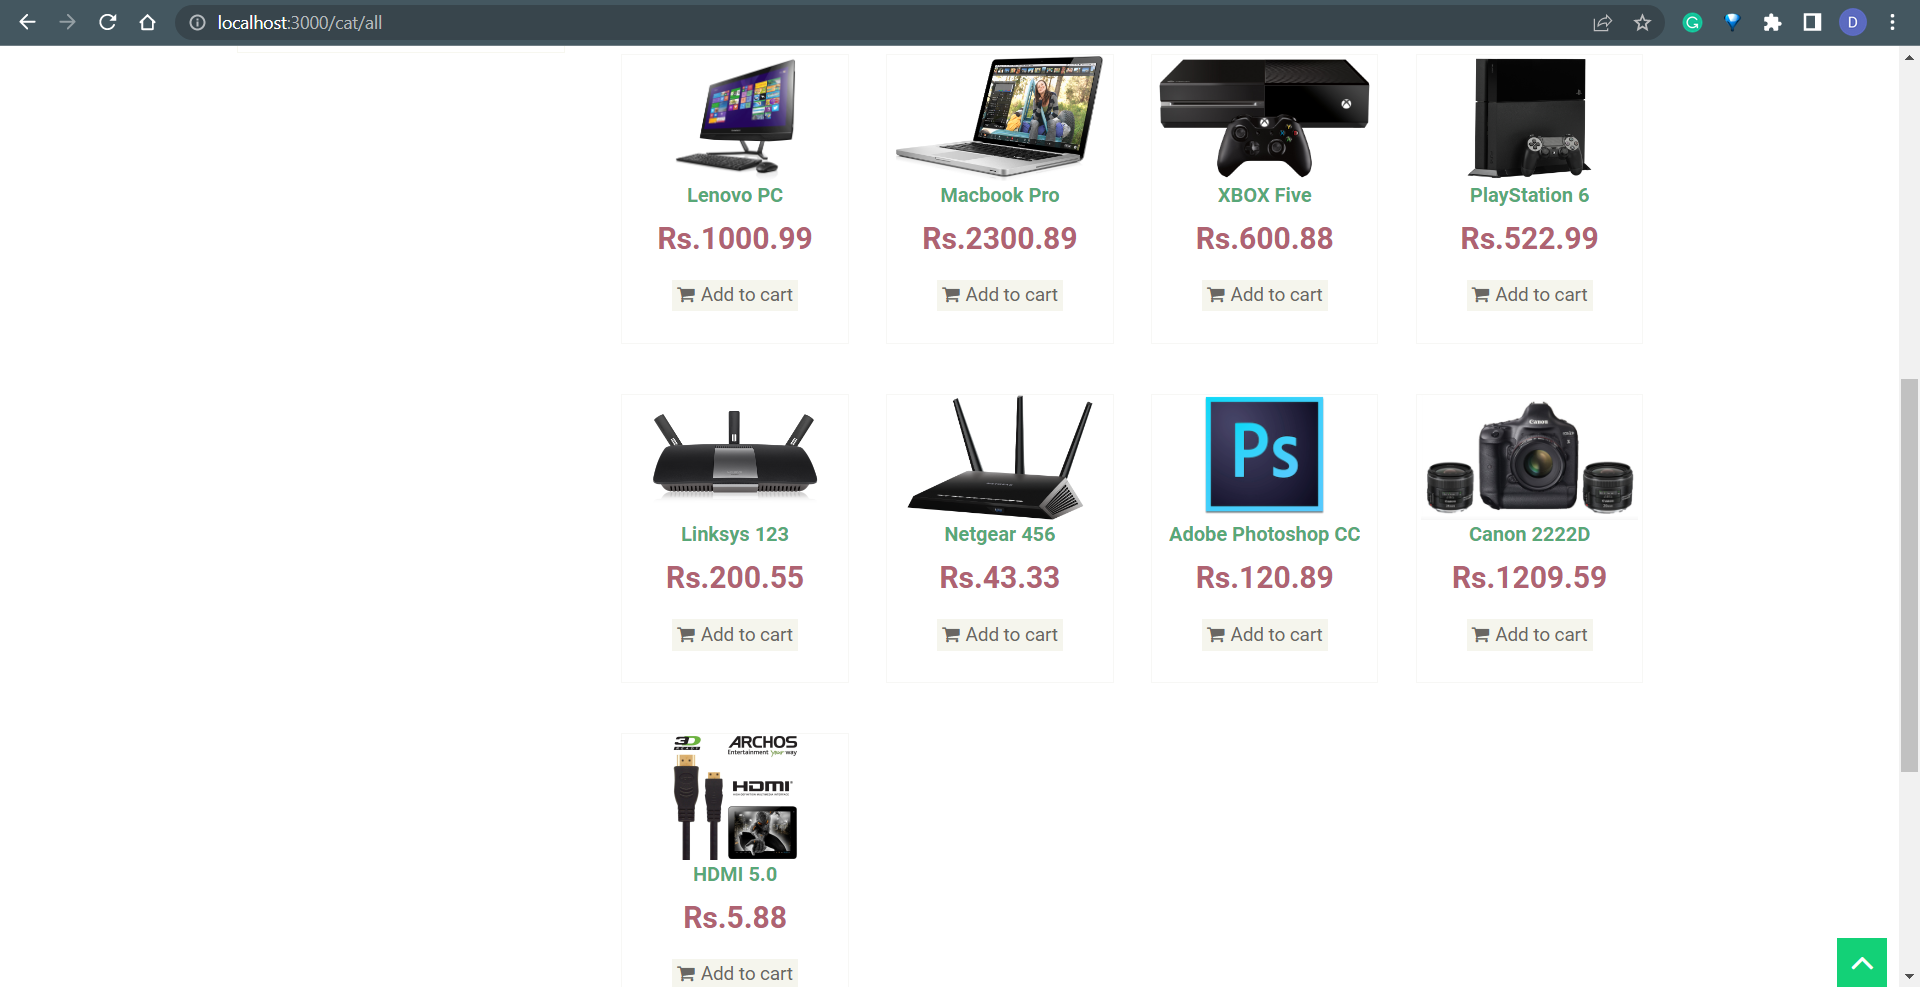 localhost:3000/cat/all
G
D
Lenovo PC
Macbook Pro
XBOX Five
PlayStation 6
Rs.1000.99
Rs.2300.89
Rs.600.88
Rs.522.99
Add to cart
Add to cart
Add to cart
Add to cart
Canon
Ps
Linksys 123
Netgear 456
Adobe Photoshop CC
Canon 2222D
Rs.200.55
Rs.43.33
Rs.120.89
Rs.1209.59
Add to cart
Add to cart
Add to cart
Add to cart
3D
ARCHOS
Entertainment your way
HDMI
HDMI 5.0
Rs.5.88
Add to cart